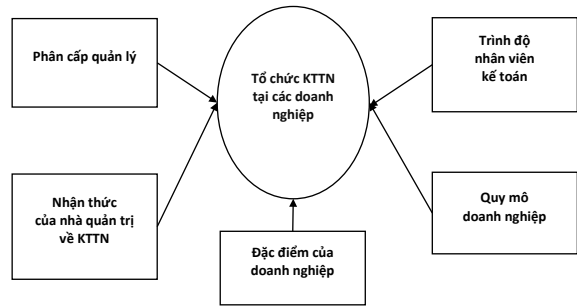 Phân cấp quản lý
Tổ chức KTTN
tại các doanh
nghiệp
Trình độ
nhân viên
kế toán
Nhận thức
của nhà quản trị
về KTTN
Đặc điểm của
doanh nghiệp
Quy mô
doanh nghiệp